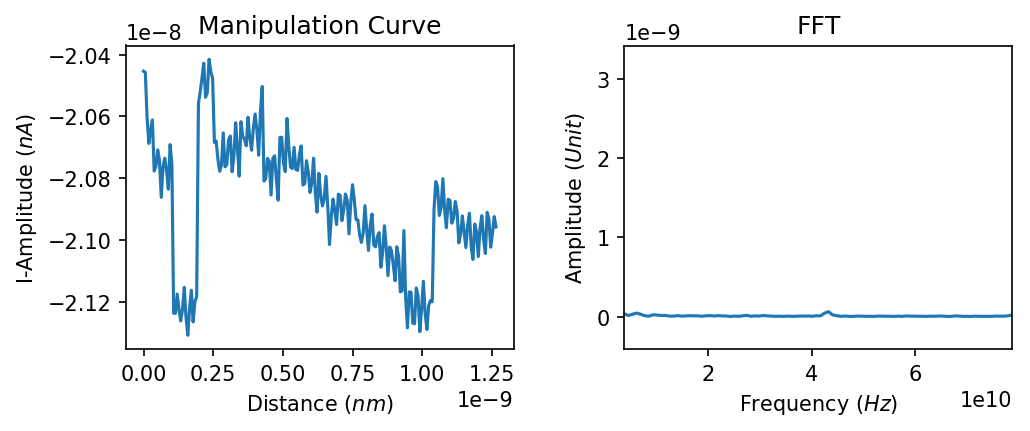 Manipulation Curve
1e−8
−2.04
−2.06
−2.08
−2.10
−2.12
I-Amplitude (nA)
0.00 0.25 0.50 0.75 1.00 1.25
1e−9
Distance (nm)
FFT
1e−9
3
2
1
0
Amplitude (Unit)
2 4 6
1e10
Frequency (Hz)